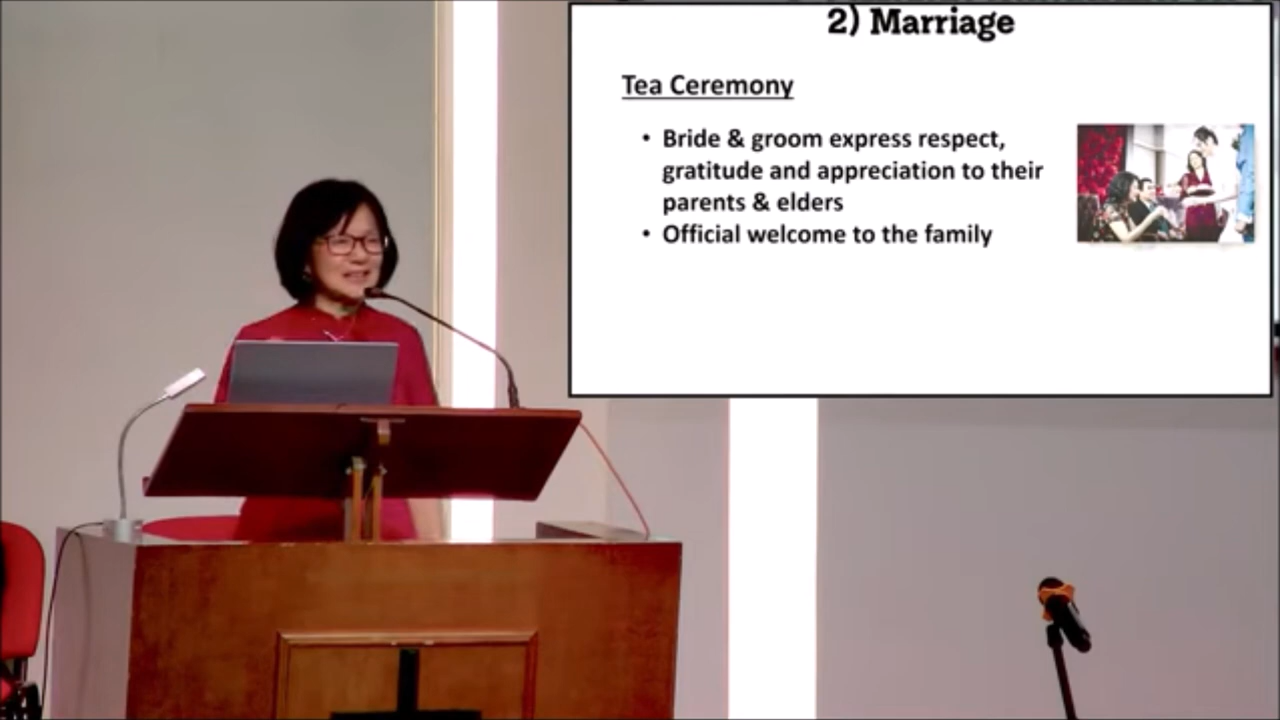 2) Marriage
Tea Ceremony
• Bride & groom express respect,
gratitude and appreciation to their
parents & elders
• Official welcome to the family